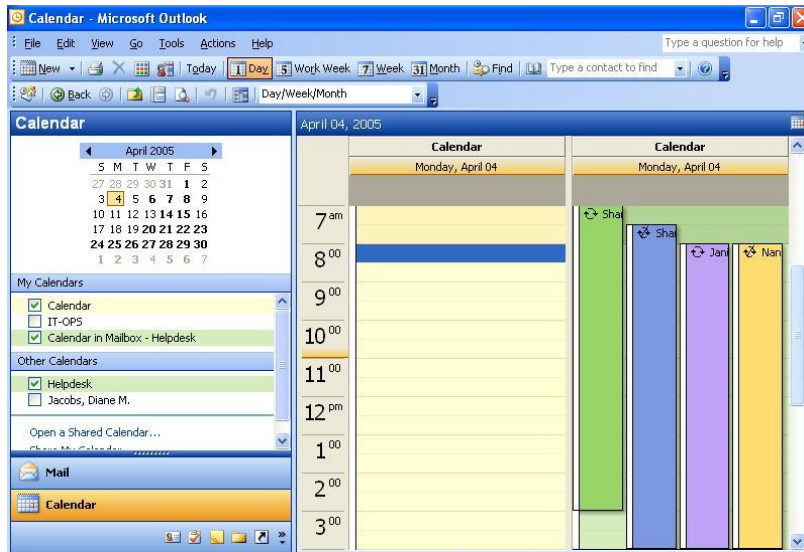 Calendar - Microsoft Outlook
File Edit View Go Tools Actions Help
Type a question for help
New Today 1 Day 5 Work Week 7 Week 31 Month Find Type a contact to find
Back Day/Week/Month
Calendar
April 04, 2005
April 2005
S M T W T F S
27 28 29 30 31 1 2
3 4 5 6 7 8 9
10 11 12 13 14 15 16
17 18 19 20 21 22 23
24 25 26 27 28 29 30
1 2 3 4 5 6 7
My Calendars
Calendar
IT-OPS
Calendar in Mailbox - Helpdesk
Other Calendars
Helpdesk
Jacobs, Diane M.
Open a Shared Calendar...
Mail
Calendar
Calendar Calendar
Monday, April 04 Monday, April 04
7 am
8 00
9 00
10 00
11 00
12 pm
1 00
2 00
3 00
Shar
Shar
Jani
Nan